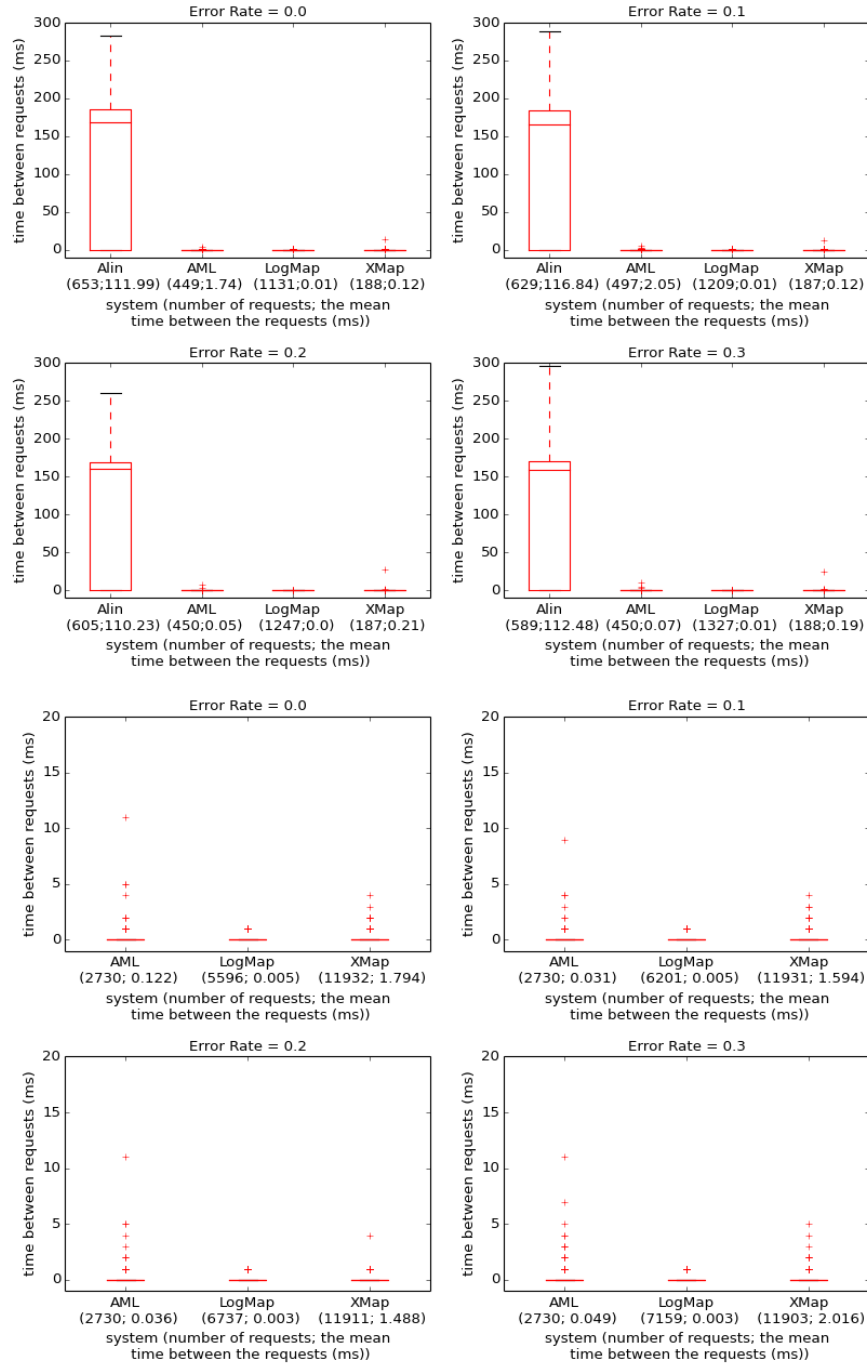 Error Rate = 0.0
300
250
200
150
100
50
0
time between requests (ms)
Alin AML LogMap XMap
(653;111.99) (449;1.74) (1131;0.01) (188;0.12)
system (number of requests; the mean
time between the requests (ms))
Error Rate = 0.1
300
250
200
150
100
50
0
time between requests (ms)
Alin AML LogMap XMap
(629;116.84) (497;2.05) (1209;0.01) (187;0.12)
system (number of requests; the mean
time between the requests (ms))
Error Rate = 0.2
300
250
200
150
100
50
0
time between requests (ms)
Alin AML LogMap XMap
(605;110.23) (450;0.05) (1247;0.0) (187;0.21)
system (number of requests; the mean
time between the requests (ms))
Error Rate = 0.3
300
250
200
150
100
50
0
time between requests (ms)
Alin AML LogMap XMap
(589;112.48) (450;0.07) (1327;0.01) (188;0.19)
system (number of requests; the mean
time between the requests (ms))
Error Rate = 0.0
20
15
10
5
0
time between requests (ms)
AML LogMap XMap
(2730; 0.122) (5596; 0.005) (11932; 1.794)
system (number of requests; the mean
time between the requests (ms))
Error Rate = 0.1
20
15
10
5
0
time between requests (ms)
AML LogMap XMap
(2730; 0.031) (6201; 0.005) (11931; 1.594)
system (number of requests; the mean
time between the requests (ms))
Error Rate = 0.2
20
15
10
5
0
time between requests (ms)
AML LogMap XMap
(2730; 0.036) (6737; 0.003) (11911; 1.488)
system (number of requests; the mean
time between the requests (ms))
Error Rate = 0.3
20
15
10
5
0
time between requests (ms)
AML LogMap XMap
(2730; 0.049) (7159; 0.003) (11903; 2.016)
system (number of requests; the mean
time between the requests (ms))